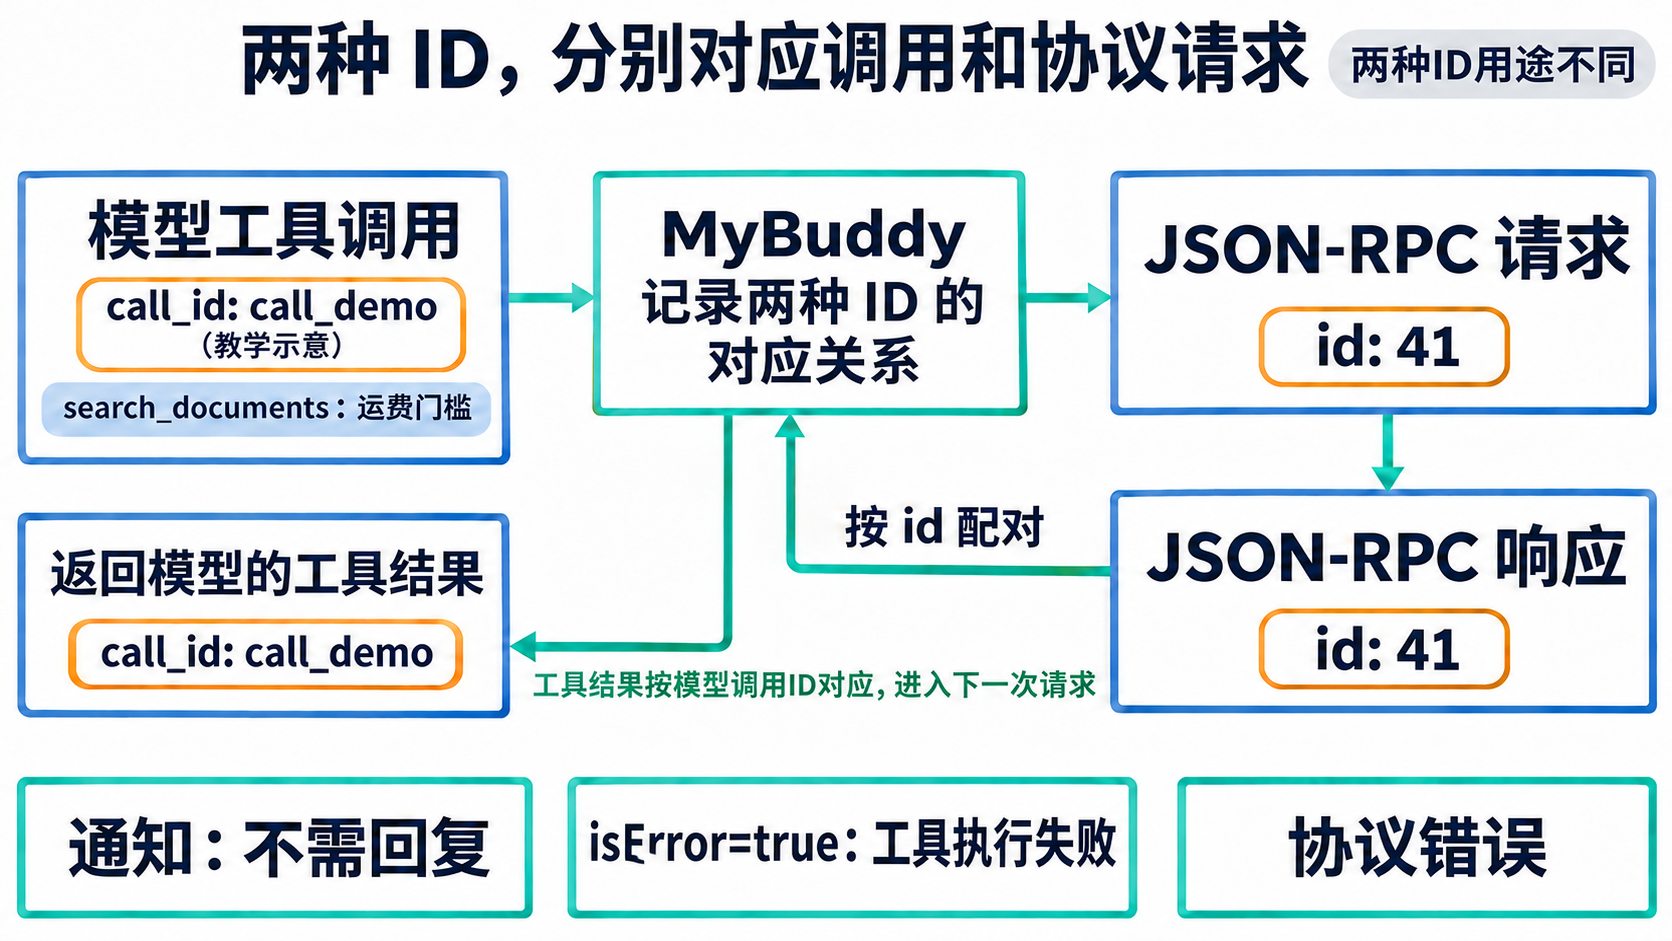 两种 ID，分别对应调用和协议请求
两种ID用途不同
模型工具调用
call_id: call_demo
（教学示意）
search_documents：运费门槛
MyBuddy
记录两种 ID 的
对应关系
JSON-RPC 请求
id: 41
返回模型的工具结果
call_id: call_demo
按 id 配对
JSON-RPC 响应
id: 41
工具结果按模型调用ID对应，进入下一次请求
通知：不需回复
isError=true：工具执行失败
协议错误